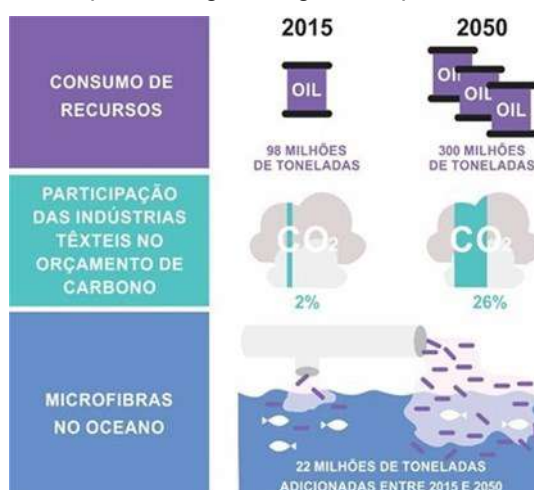 2015 2050
CONSUMO DE
RECURSOS
OIL
OIL
OIL
OIL
98 MILHÕES
DE TONELADAS
300 MILHÕES
DE TONELADAS
PARTICIPAÇÃO
DAS INDÚSTRIAS
TÊXTEIS NO
ORÇAMENTO DE
CARBONO
CO2
CO2
2%
26%
MICROFIBRAS
NO OCEANO
22 MILHÕES DE TONELADAS
ADICIONADAS ENTRE 2015 E 2050